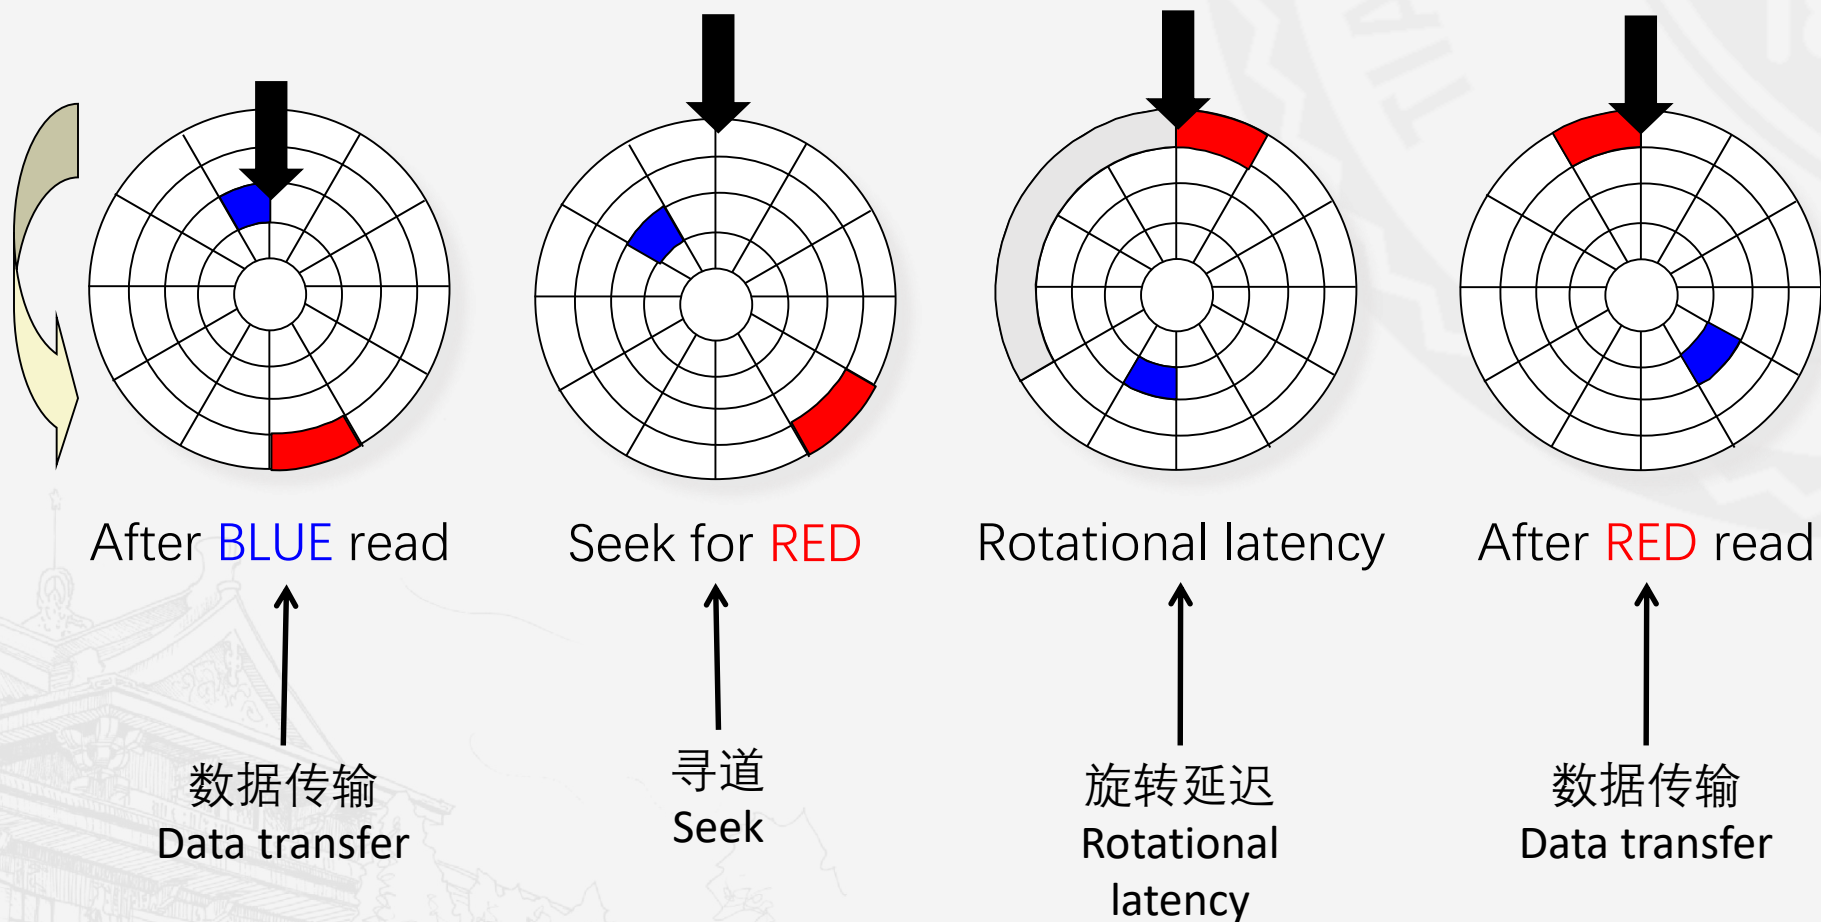 After BLUE read
Seek for RED
Rotational latency
After RED read
数据传输
Data transfer
寻道
Seek
旋转延迟
Rotational
latency
数据传输
Data transfer
TIA